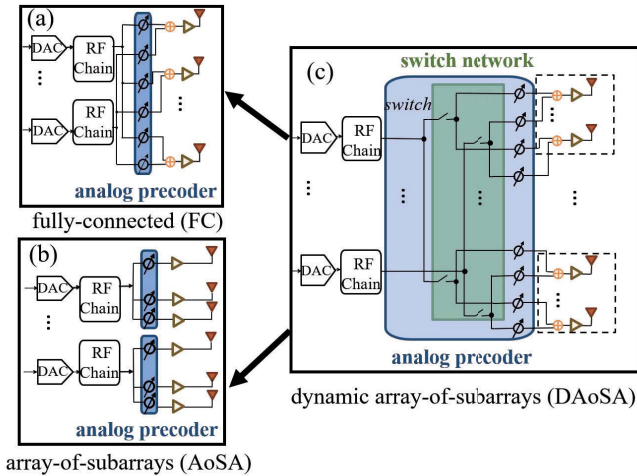 (a)
DAC
RF
Chain
...
DAC
RF
Chain
...
analog precoder
fully-connected (FC)
(b)
DAC
RF
Chain
...
DAC
RF
Chain
analog precoder
array-of-subarrays (AoSA)
(c)
switch network
switch
DAC
RF
Chain
...
...
...
...
...
...
DAC
RF
Chain
...
analog precoder
dynamic array-of-subarrays (DAoSA)